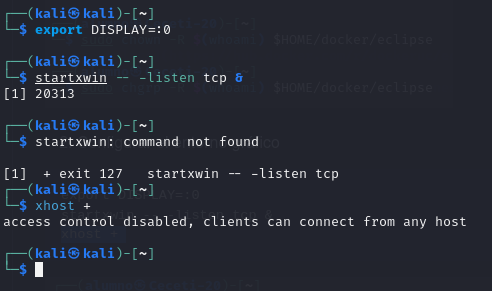 ┌──(kali㉿kali)-[~]
└─$ export DISPLAY=:0
┌──(kali㉿kali)-[~]
└─$ startxwin -- -listen tcp &
[1] 20313
┌──(kali㉿kali)-[~]
└─$ startxwin: command not found
[1]  + exit 127   startxwin -- -listen tcp
┌──(kali㉿kali)-[~]
└─$ xhost +
access control disabled, clients can connect from any host
┌──(kali㉿kali)-[~]
└─$